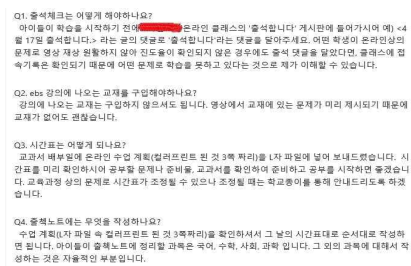 Q1. 출석체크는 어떻게 해야하나요?
아이들이 학습을 시작하기 전에 온라인 클래스의 '출석합니다' 게시판에 들어가시어 예) <4
월 17일 출석합니다.> 라는 글의 댓글로 '출석합니다'라는 댓글을 달아주세요. 어떤 학생이 온라인상의
문제로 영상 재상 원활하지 않아 진도율이 확인되지 않은 경우에도 출석 댓글을 달았다면, 클래스에 접
속기록은 확인되기 때문에 어떤 문제로 학습을 못하고 있다는 것으로 제가 이해할 수 있습니다.
Q2. ebs 강의에 나오는 교재를 구입해야하나요?
강의에 나오는 교재는 구입하지 않으셔도 됩니다. 영상에서 교재에 있는 문제가 미리 제시되기 때문에
교재가 없어도 괜찮습니다.
Q3. 시간표는 어떻게 되나요?
교과서 배부일에 온라인 수업 계획(컬러프린트 된 것 3쪽 짜리)을 L자 파일에 넣어 보내드렸습니다. 시
간표를 미리 확인하시어 공부할 문제나 준비물, 교과서를 확인하여 준비하고 공부를 시작하면 좋겠습니
다. 교육과정 상의 문제로 시간표가 조정될 수 있으나 조정될 때는 학교종이를 통해 안내드리도록 하겠
습니다.
Q4. 출책노트에는 무엇을 작성하나요?
수업 계획(L자 파일 속 컬러프린트 된 것 3쪽짜리)을 확인하셔서 그 날의 시간표대로 순서대로 작성하
면 됩니다. 아이들이 출책노트에 정리할 과목은 국어, 수학, 사회, 과학 입니다. 그 외의 과목에 대해서 작
성하는 것은 자율적인 부분입니다.